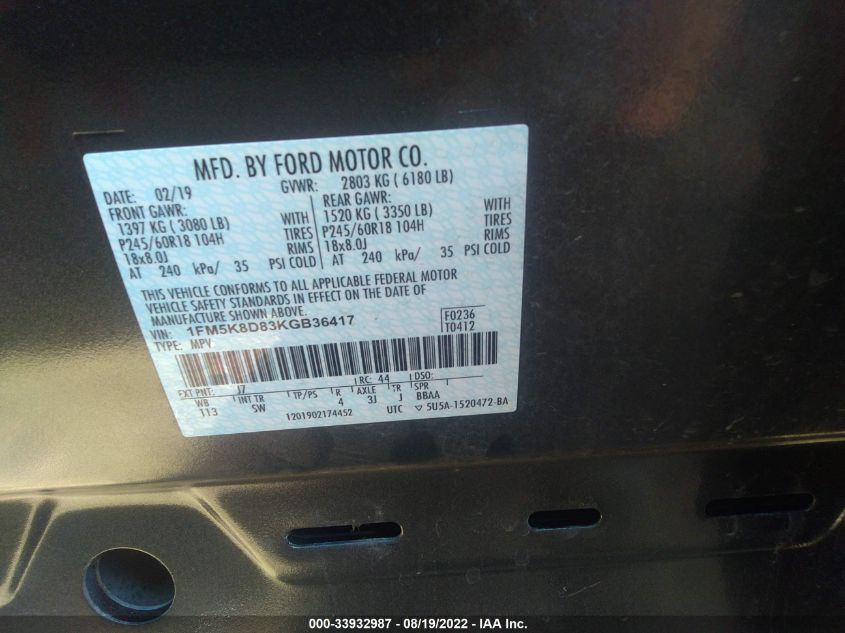 MFD. BY FORD MOTOR CO.
DATE: 02/19 GVWR: 2803 KG ( 6180 LB)
FRONT GAWR: REAR GAWR:
1397 KG ( 3080 LB) WITH 1520 KG ( 3350 LB) WITH
P245/60R18 104H TIRES P245/60R18 104H TIRES
18x8.0J RIMS 18x8.0J RIMS
AT 240 kPa/ 35 PSI COLD AT 240 kPa/ 35 PSI COLD
THIS VEHICLE CONFORMS TO ALL APPLICABLE FEDERAL MOTOR
VEHICLE SAFETY STANDARDS IN EFFECT ON THE DATE OF
MANUFACTURE SHOWN ABOVE.
VIN: 1FM5K8D83KGB36417 F0236
TYPE: MPV T0412
EXT PNT: J7 RC: 44 DSO:
WB INT TR TP/PS R AXLE TR SPR
113 SW 4 3J J BBAA
1201902174452 UTC ▽ 5U5A-1520472-BA
000-33932987 - 08/19/2022 - IAA Inc.